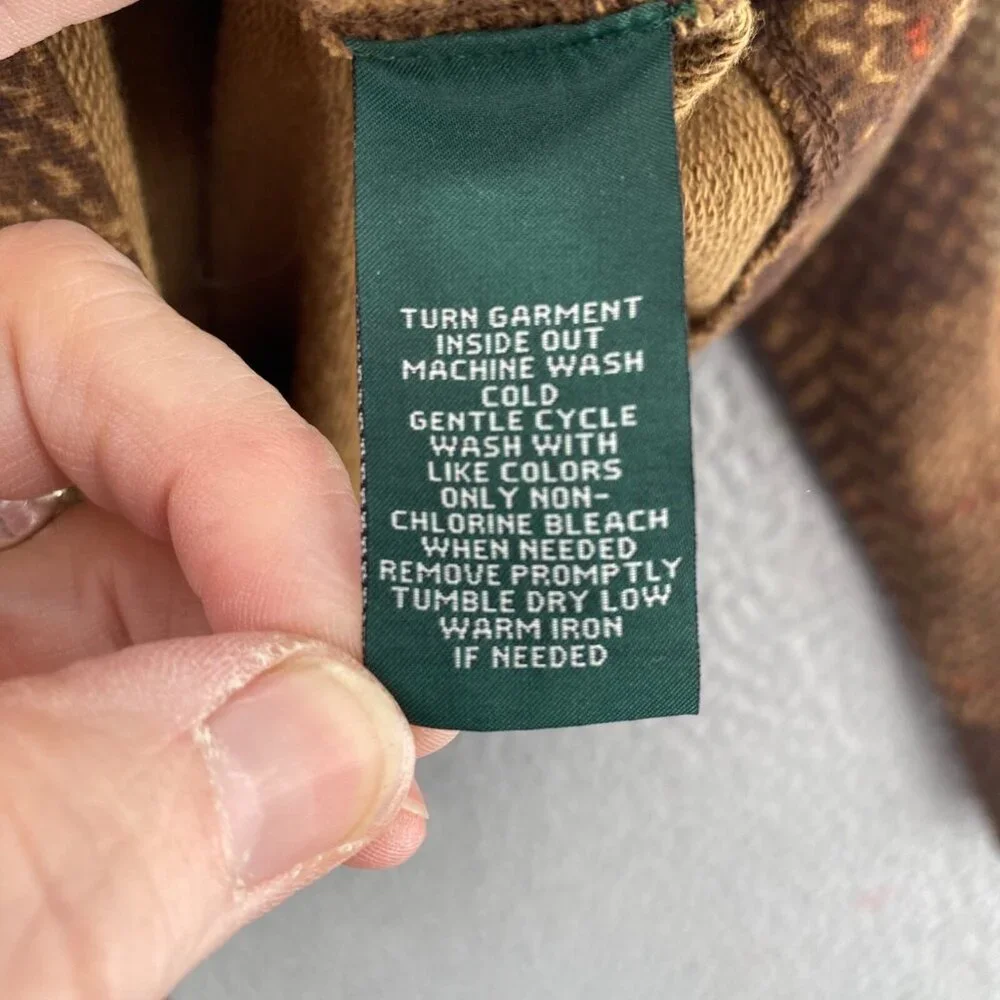 TURN GARMENT
INSIDE OUT
MACHINE WASH
COLD
GENTLE CYCLE
WASH WITH
LIKE COLORS
ONLY NON-
CHLORINE BLEACH
WHEN NEEDED
REMOVE PROMPTLY
TUMBLE DRY LOW
WARM IRON
IF NEEDED